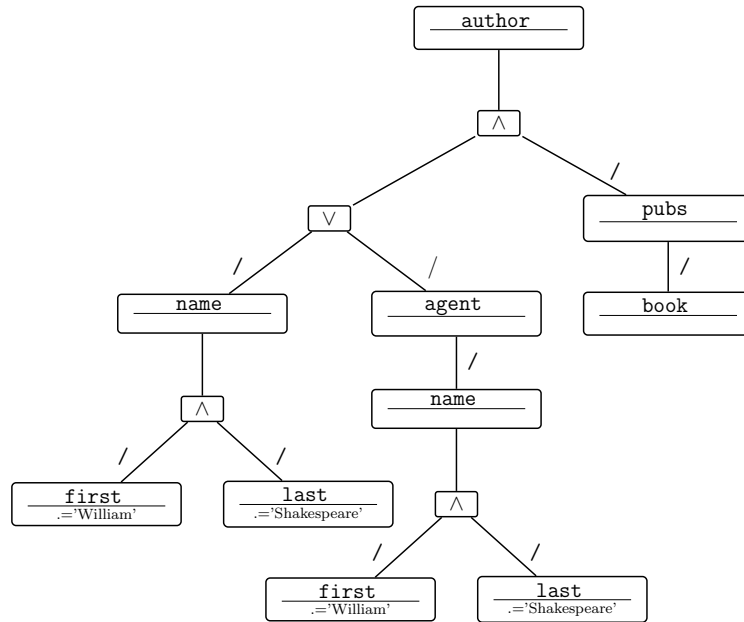 author
∧
/
∨
pubs
/
/
/
name
agent
book
/
name
∧
/
/
first
.='William'
last
.='Shakespeare'
∧
/
/
first
.='William'
last
.='Shakespeare'